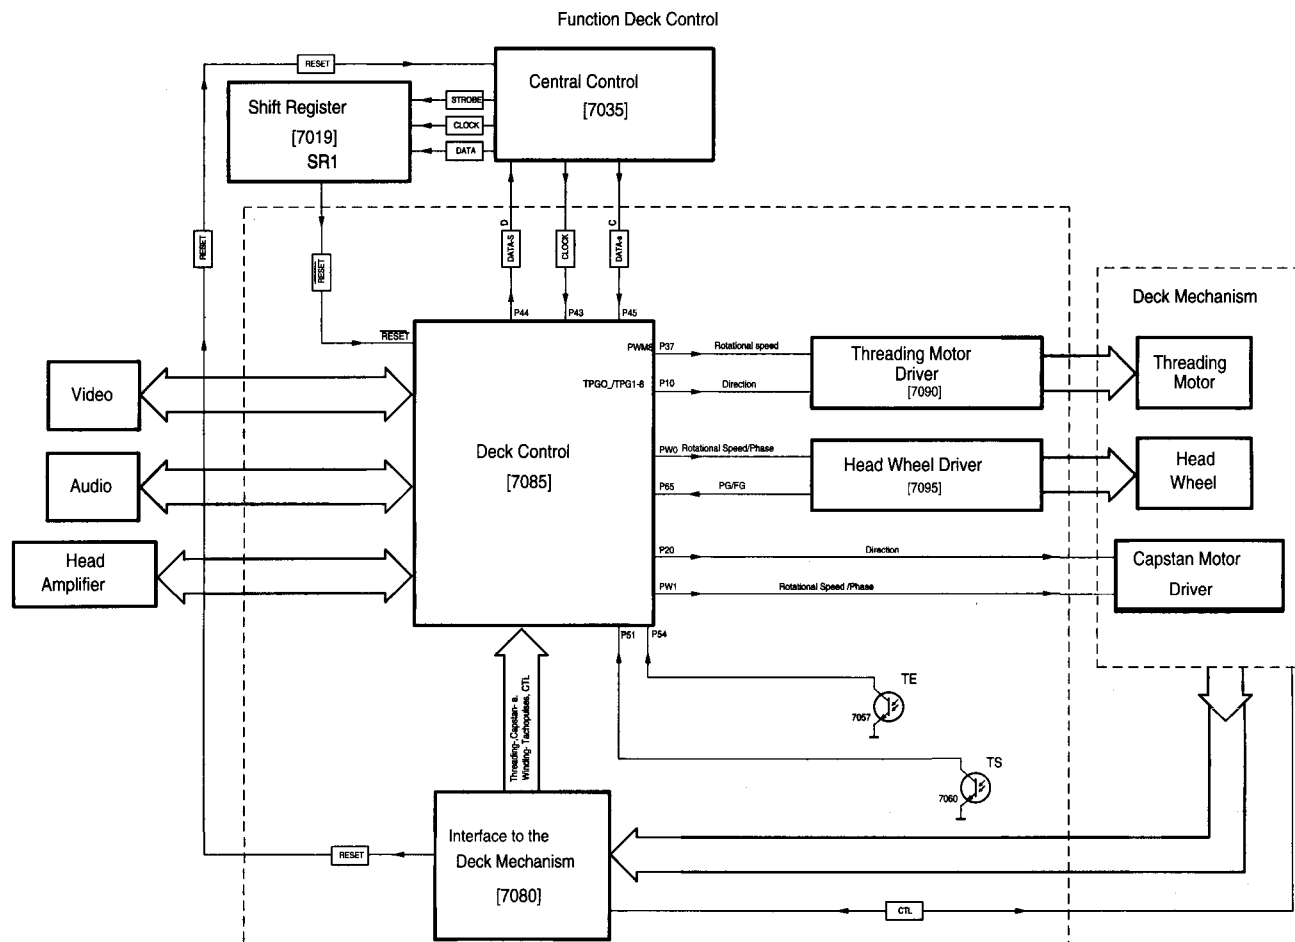 Function Deck Control
RESET
Central Control
[7035]
Shift Register
[7019]
SR1
STROBE
CLOCK
DATA
RESET
RESET
D
DATA-S
CLOCK
C
DATA-s
P44
P43
P45
RESET
Deck Control
[7085]
PWM8
P37
Rotational speed
TPGO_/TPG1-8
P10
Direction
Threading Motor
Driver
[7090]
Deck Mechanism
Threading
Motor
Video
Audio
Head
Amplifier
PW0
Rotational Speed/Phase
P65
PG/FG
Head Wheel Driver
[7095]
Head
Wheel
P20
Direction
PW1
Rotational Speed /Phase
Capstan Motor
Driver
P51
P54
TE
7057
TS
7060
Threading-,Capstan- a.
Winding- Tachopulses, CTL
Interface to the
Deck Mechanism
[7080]
RESET
CTL